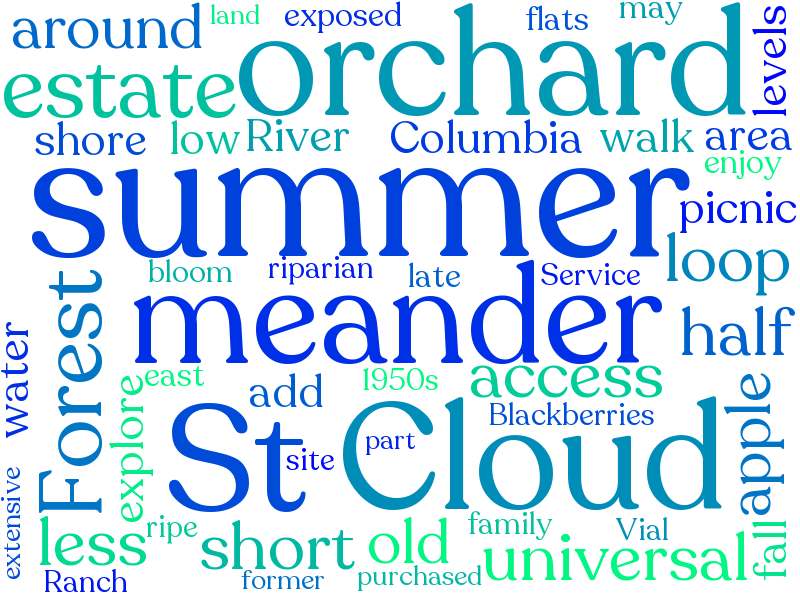 around land exposed flats may levels
estate orchard
shore low River Columbia walk area
enjoy
summer picnic
loop
bloom riparian late Service
meander half
water Forest
east add 1950s access
explore Blackberries apple
St Cloud
site part
extensive
less ripe short old family Vial fall
universal
Ranch former purchased